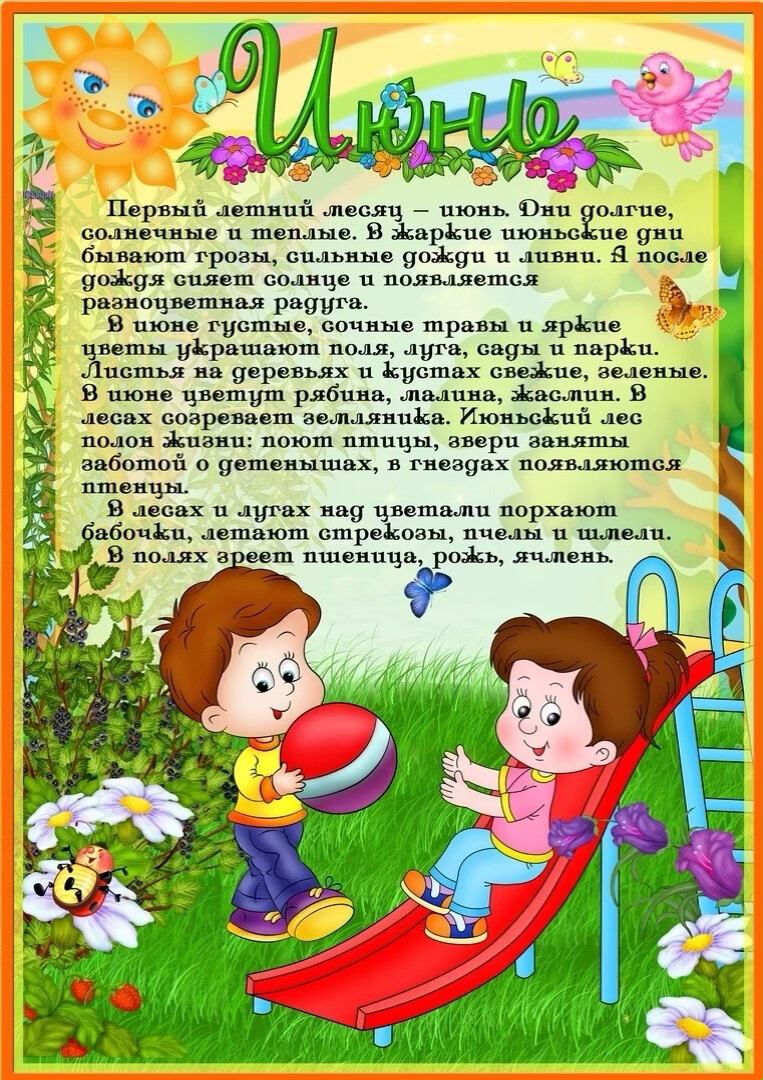 Июнь
Первый летний месяц – июнь. Дни долгие,
солнечные и теплые. В жаркие июньские дни
бывают грозы, сильные дожди и ливни. А после
дождя сияет солнце и появляется
разноцветная радуга.
В июне густые, сочные травы и яркие
цветы украшают поля, луга, сады и парки.
Листья на деревьях и кустах свежие, зеленые.
В июне цветут рябина, малина, жасмин. В
лесах созревает земляника. Июньский лес
полон жизни: поют птицы, звери заняты
заботой о детенышах, в гнездах появляются
птенцы.
В лесах и лугах над цветами порхают
бабочки, летают стрекозы, пчелы и шмели.
В полях зреет пшеница, рожь, ячмень.